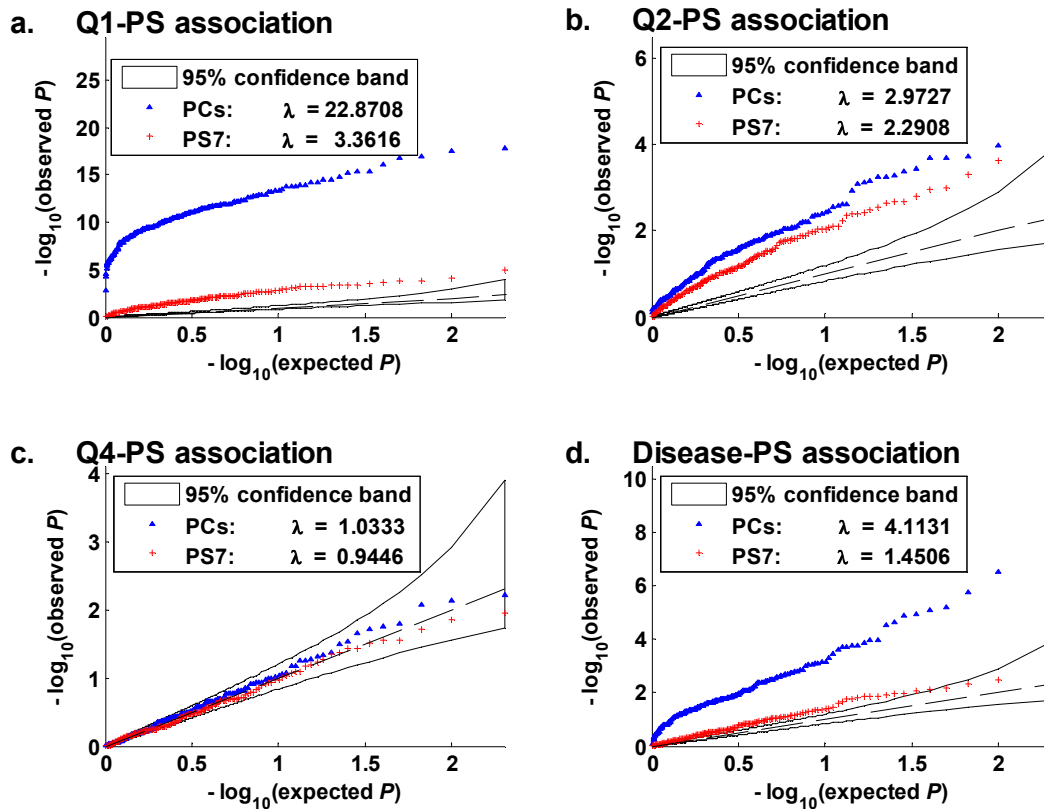 a. Q1-PS association
25
20
15
10
5
0
- log10(observed P)
95% confidence band
PCs: λ = 22.8708
PS7: λ = 3.3616
0 0.5 1 1.5 2
- log10(expected P)
b. Q2-PS association
6
4
2
0
- log10(observed P)
95% confidence band
PCs: λ = 2.9727
PS7: λ = 2.2908
0 0.5 1 1.5 2
- log10(expected P)
c. Q4-PS association
4
3
2
1
0
- log10(observed P)
95% confidence band
PCs: λ = 1.0333
PS7: λ = 0.9446
0 0.5 1 1.5 2
- log10(expected P)
d. Disease-PS association
10
8
6
4
2
0
- log10(observed P)
95% confidence band
PCs: λ = 4.1131
PS7: λ = 1.4506
0 0.5 1 1.5 2
- log10(expected P)